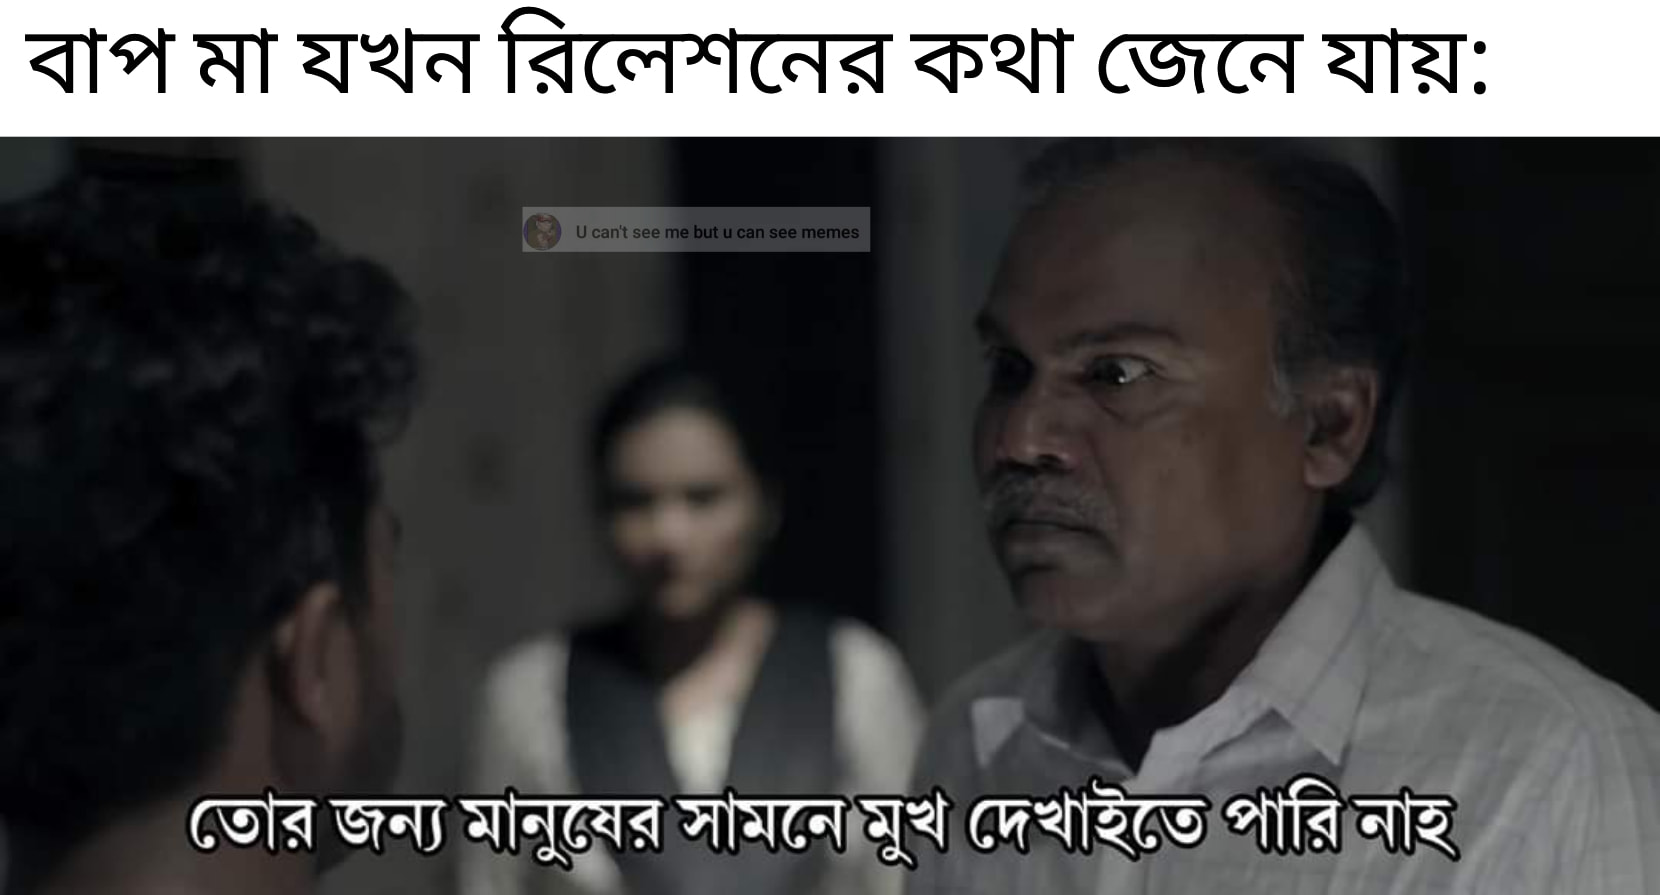 বাপ মা যখন রিলেশনের কথা জেনে যায়:
U can't see me but u can see memes
তোর জন্য মানুষের সামনে মুখ দেখাইতে পারি নাহ